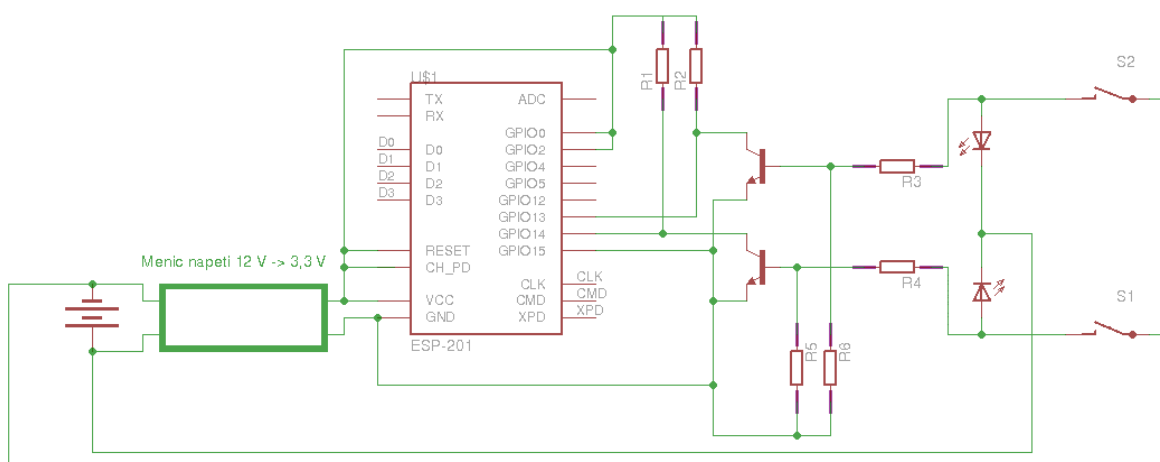 U$1
TX
RX
D0
D0
D1
D1
D2
D2
D3
D3
RESET
CH_PD
VCC
GND
ADC
GPIO0
GPIO2
GPIO4
GPIO5
GPIO12
GPIO13
GPIO14
GPIO15
CLK
CLK
CMD
CMD
XPD
XPD
ESP-201
Menic napeti 12 V -> 3,3 V
R1
R2
R3
R4
R5
R6
S2
S1